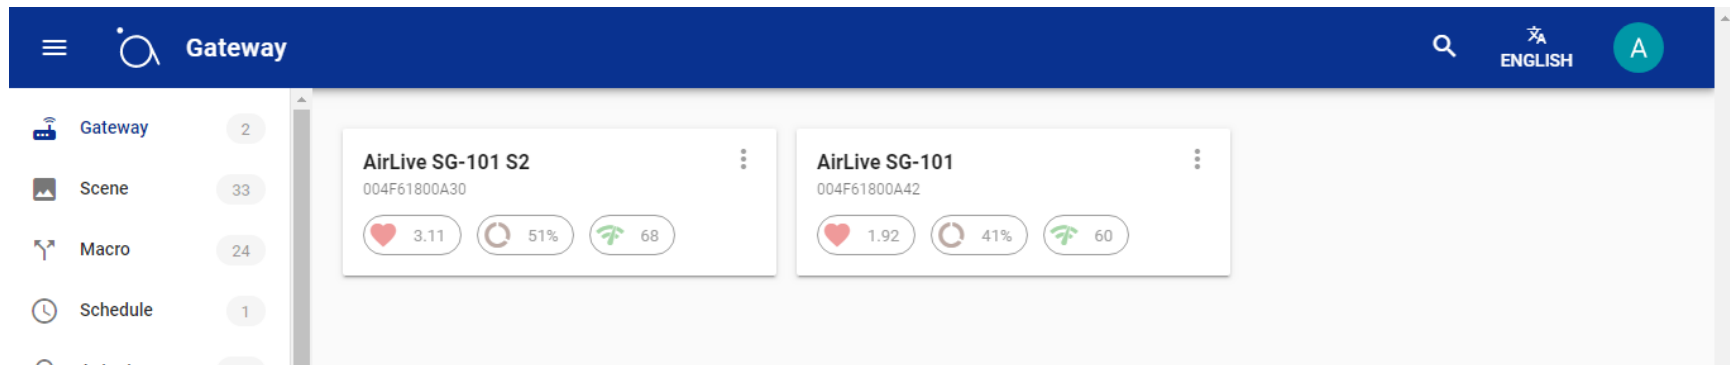 Gateway
ENGLISH
A
Gateway 2
Scene 33
Macro 24
Schedule 1
AirLive SG-101 S2
004F61800A30
3.11 51% 68
AirLive SG-101
004F61800A42
1.92 41% 60